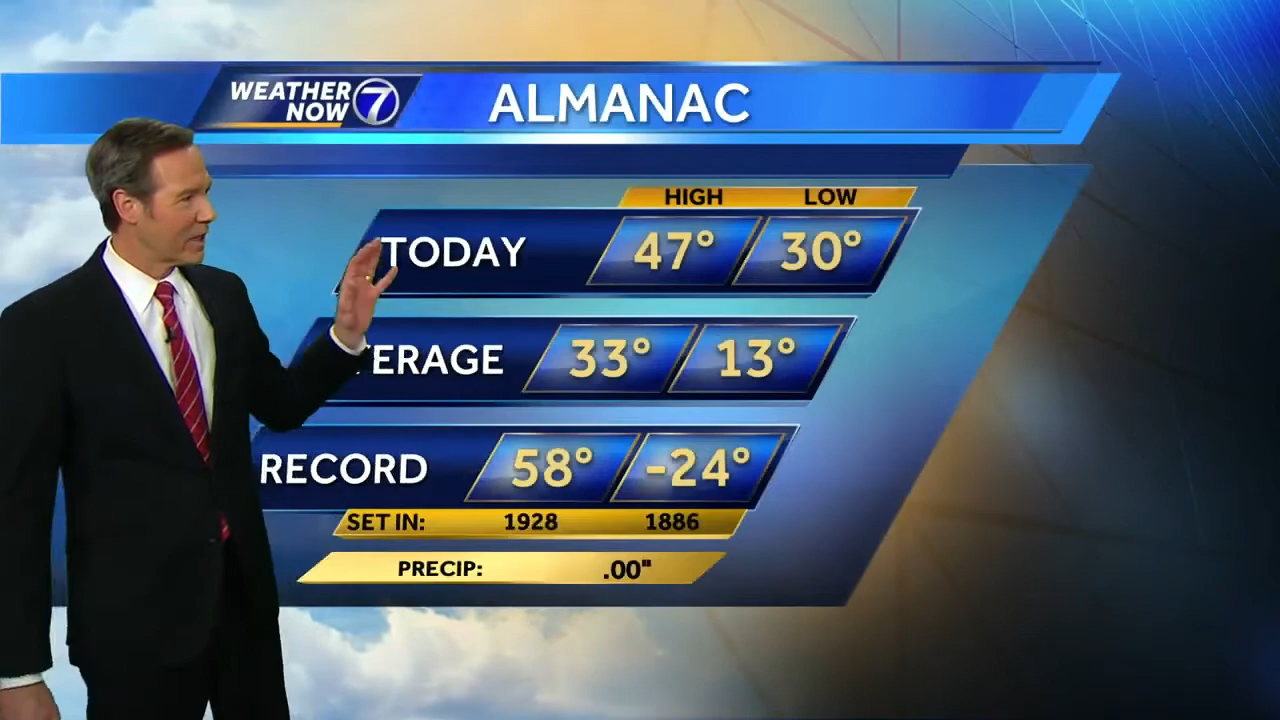 WEATHER
NOW 7
ALMANAC
HIGH LOW
TODAY 47° 30°
ERAGE 33° 13°
RECORD 58° -24°
SET IN: 1928 1886
PRECIP: .00"